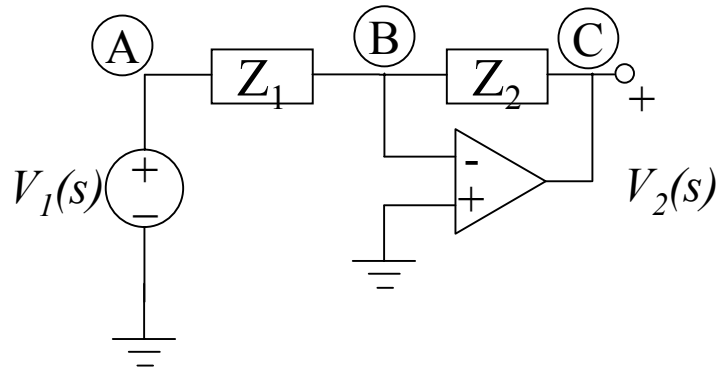 A
B
C
Z₁
Z₂
+
-
+
V₁(s)
+
−
V₂(s)
+